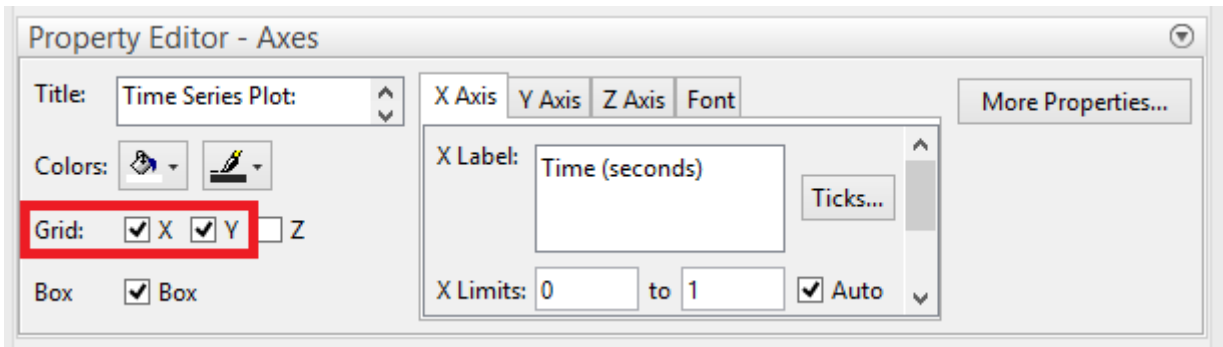 Property Editor - Axes
Title: Time Series Plot:
Colors:
Grid: X Y Z
Box Box
X Axis Y Axis Z Axis Font
X Label: Time (seconds)
Ticks...
X Limits: 0 to 1 Auto
More Properties...